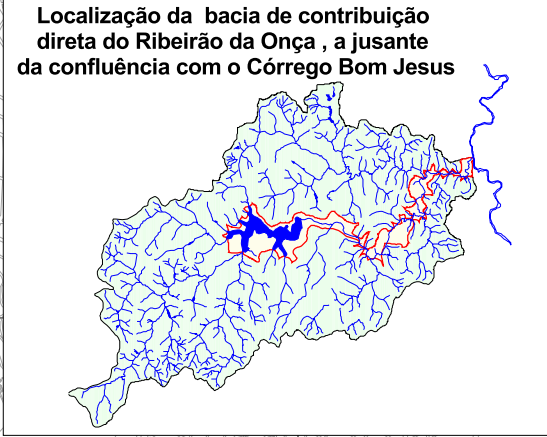 Localização da bacia de contribuição
direta do Ribeirão da Onça , a jusante
da confluência com o Córrego Bom Jesus